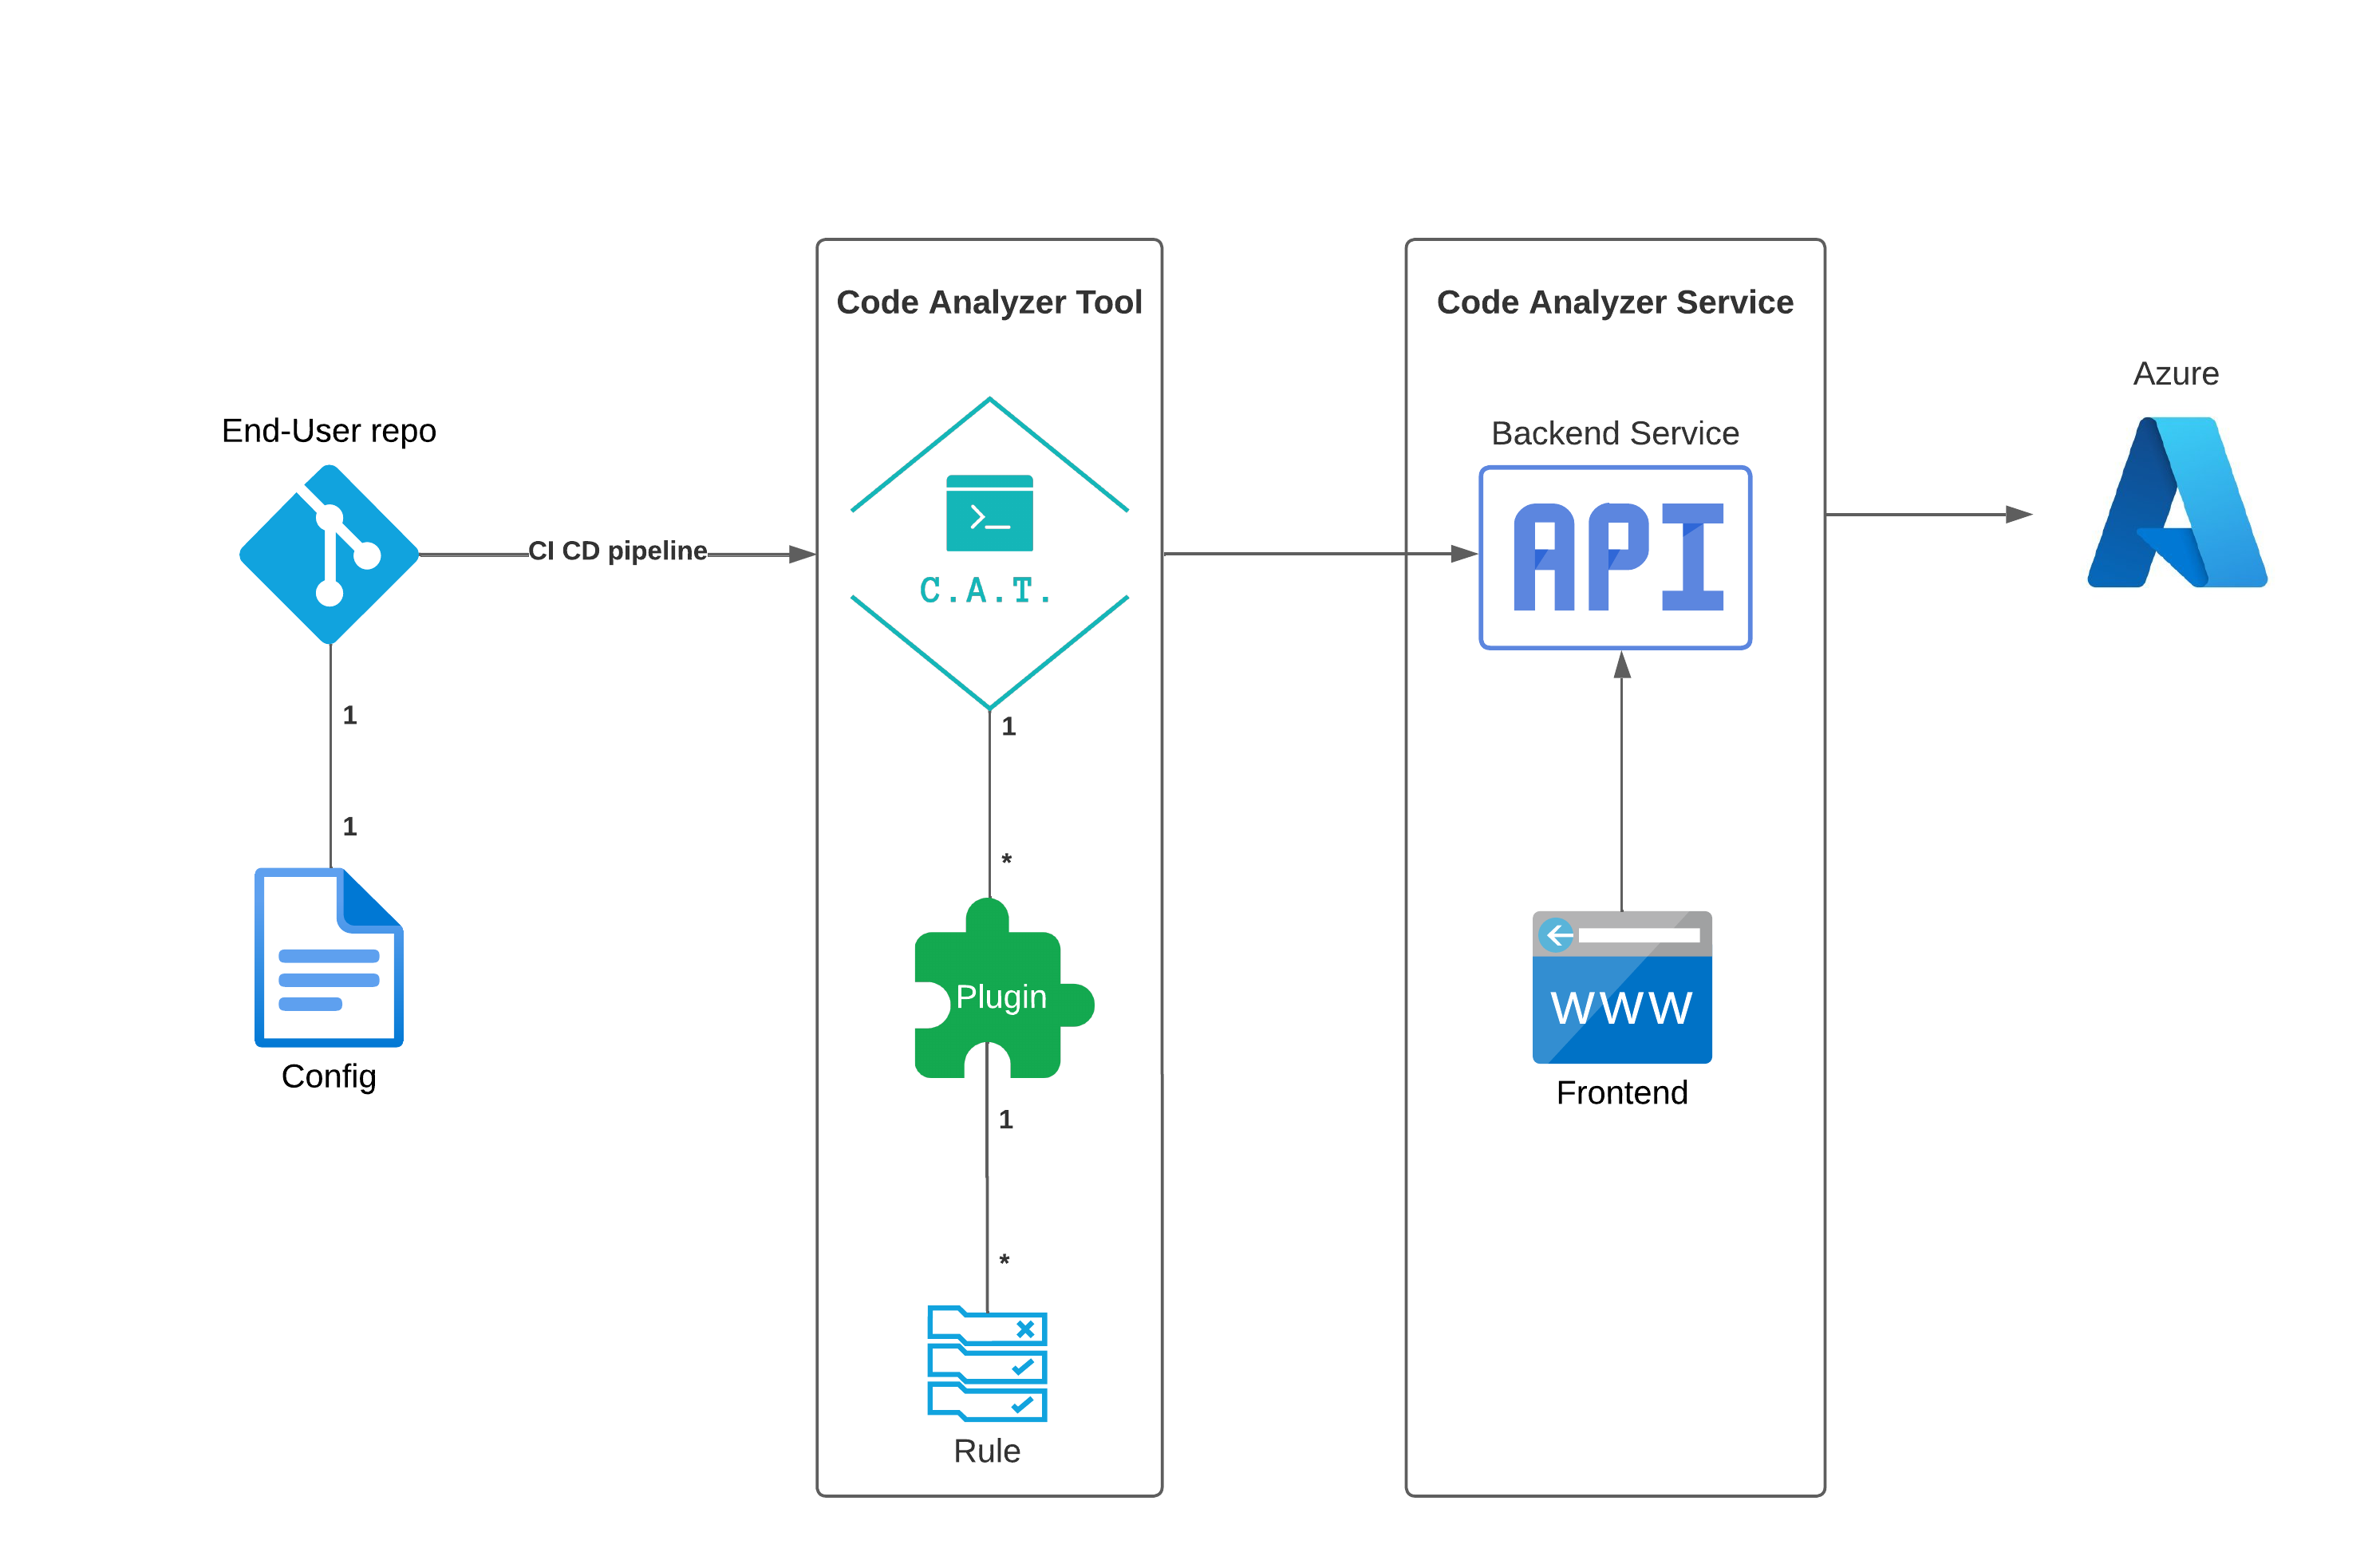 Code Analyzer Tool
Code Analyzer Service
Azure
End-User repo
Backend Service
CI CD pipeline
C.A.T.
API
1
1
1
*
Config
Plugin
WWW
Frontend
1
*
Rule